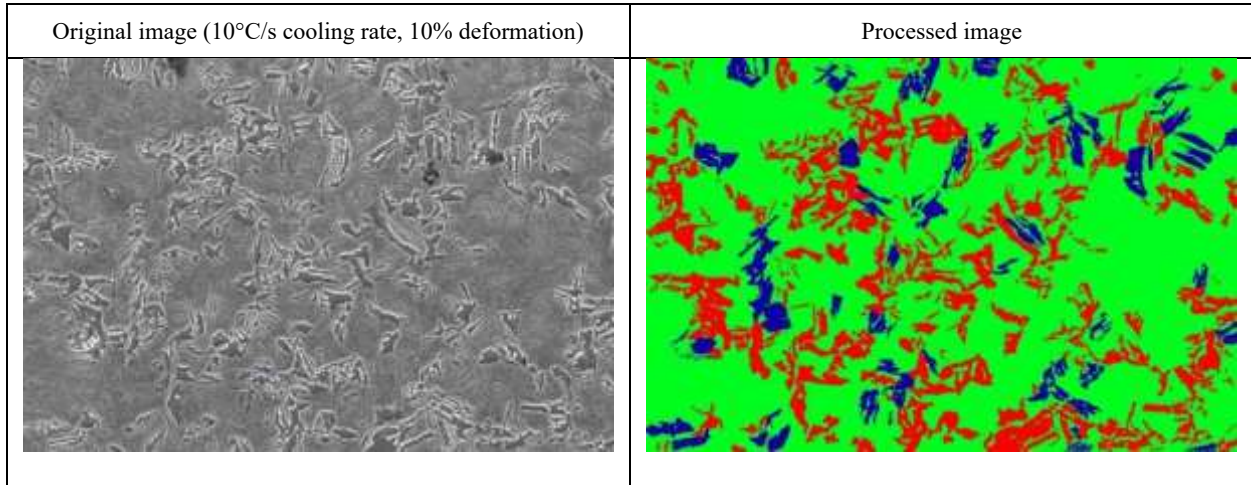 Original image (10°C/s cooling rate, 10% deformation)
Processed image